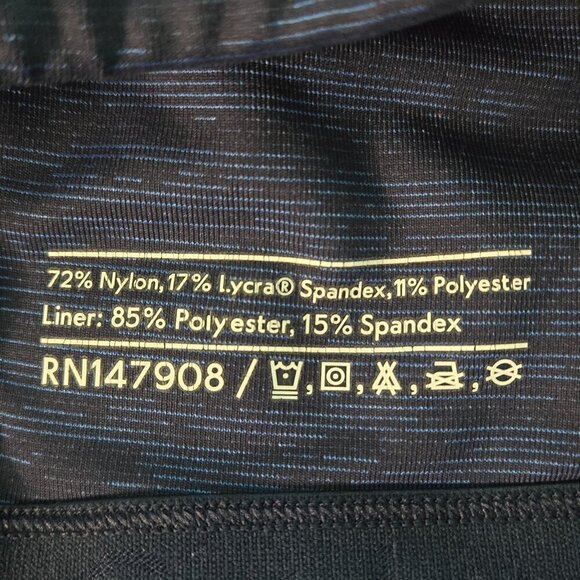 72% Nylon, 17% Lycra® Spandex, 11% Polyester
Liner: 85% Polyester, 15% Spandex
RN147908 /